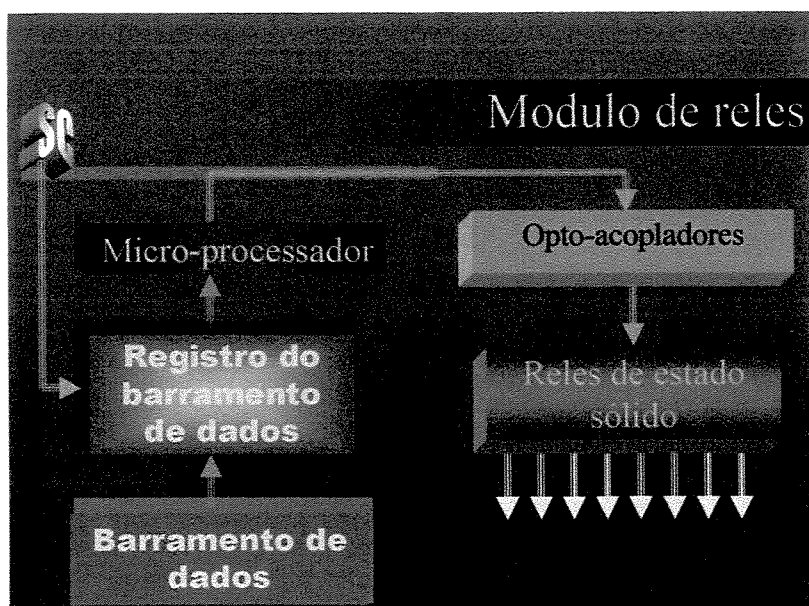 Modulo de reles
SC
Micro-processador
Opto-acopladores
Registro do
barramento
de dados
Reles de estado
sólido
Barramento de
dados